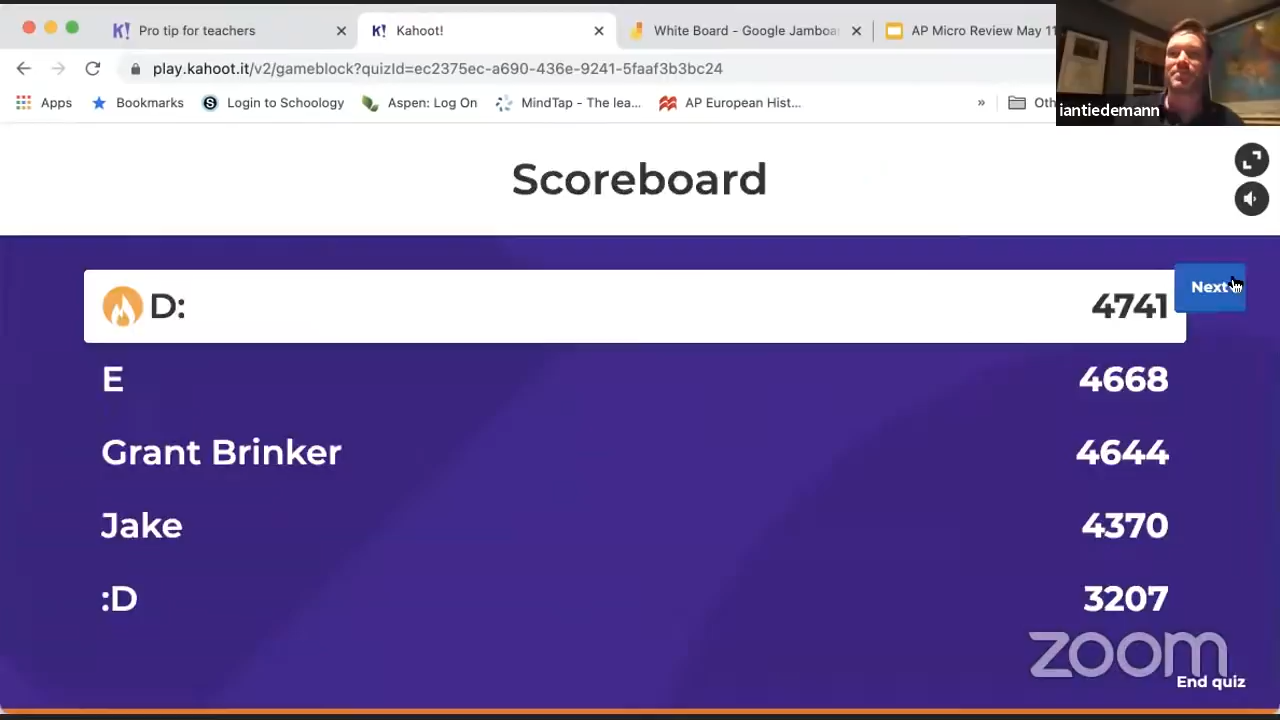 K! Pro tip for teachers
K! Kahoot!
White Board - Google Jamboa
AP Micro Review May 11
play.kahoot.it/v2/gameblock?quizId=ec2375ec-a690-436e-9241-5faaf3b3bc24
Apps
Bookmarks
S Login to Schoology
Aspen: Log On
MindTap - The lea...
AP European Hist...
»
Oth
iantiedemann
Scoreboard
D: 4741
Next
E 4668
Grant Brinker 4644
Jake 4370
:D 3207
zoom
End quiz